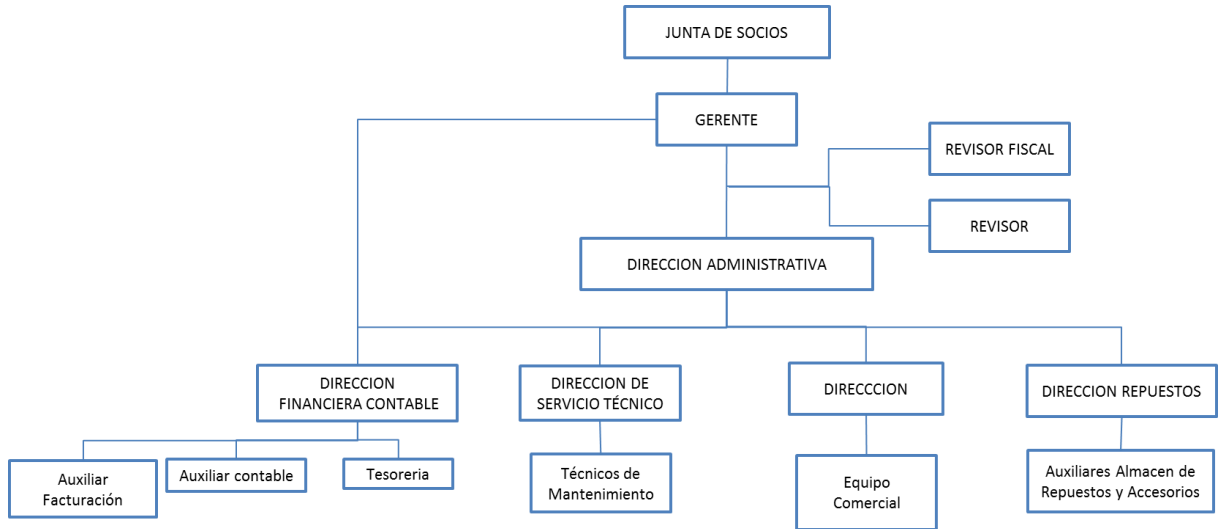 JUNTA DE SOCIOS
GERENTE
REVISOR FISCAL
REVISOR
DIRECCION ADMINISTRATIVA
DIRECCION
FINANCIERA CONTABLE
DIRECCION DE
SERVICIO TÉCNICO
DIRECCCION
DIRECCION REPUESTOS
Auxiliar
Facturación
Auxiliar contable
Tesoreria
Técnicos de
Mantenimiento
Equipo
Comercial
Auxiliares Almacen de
Repuestos y Accesorios